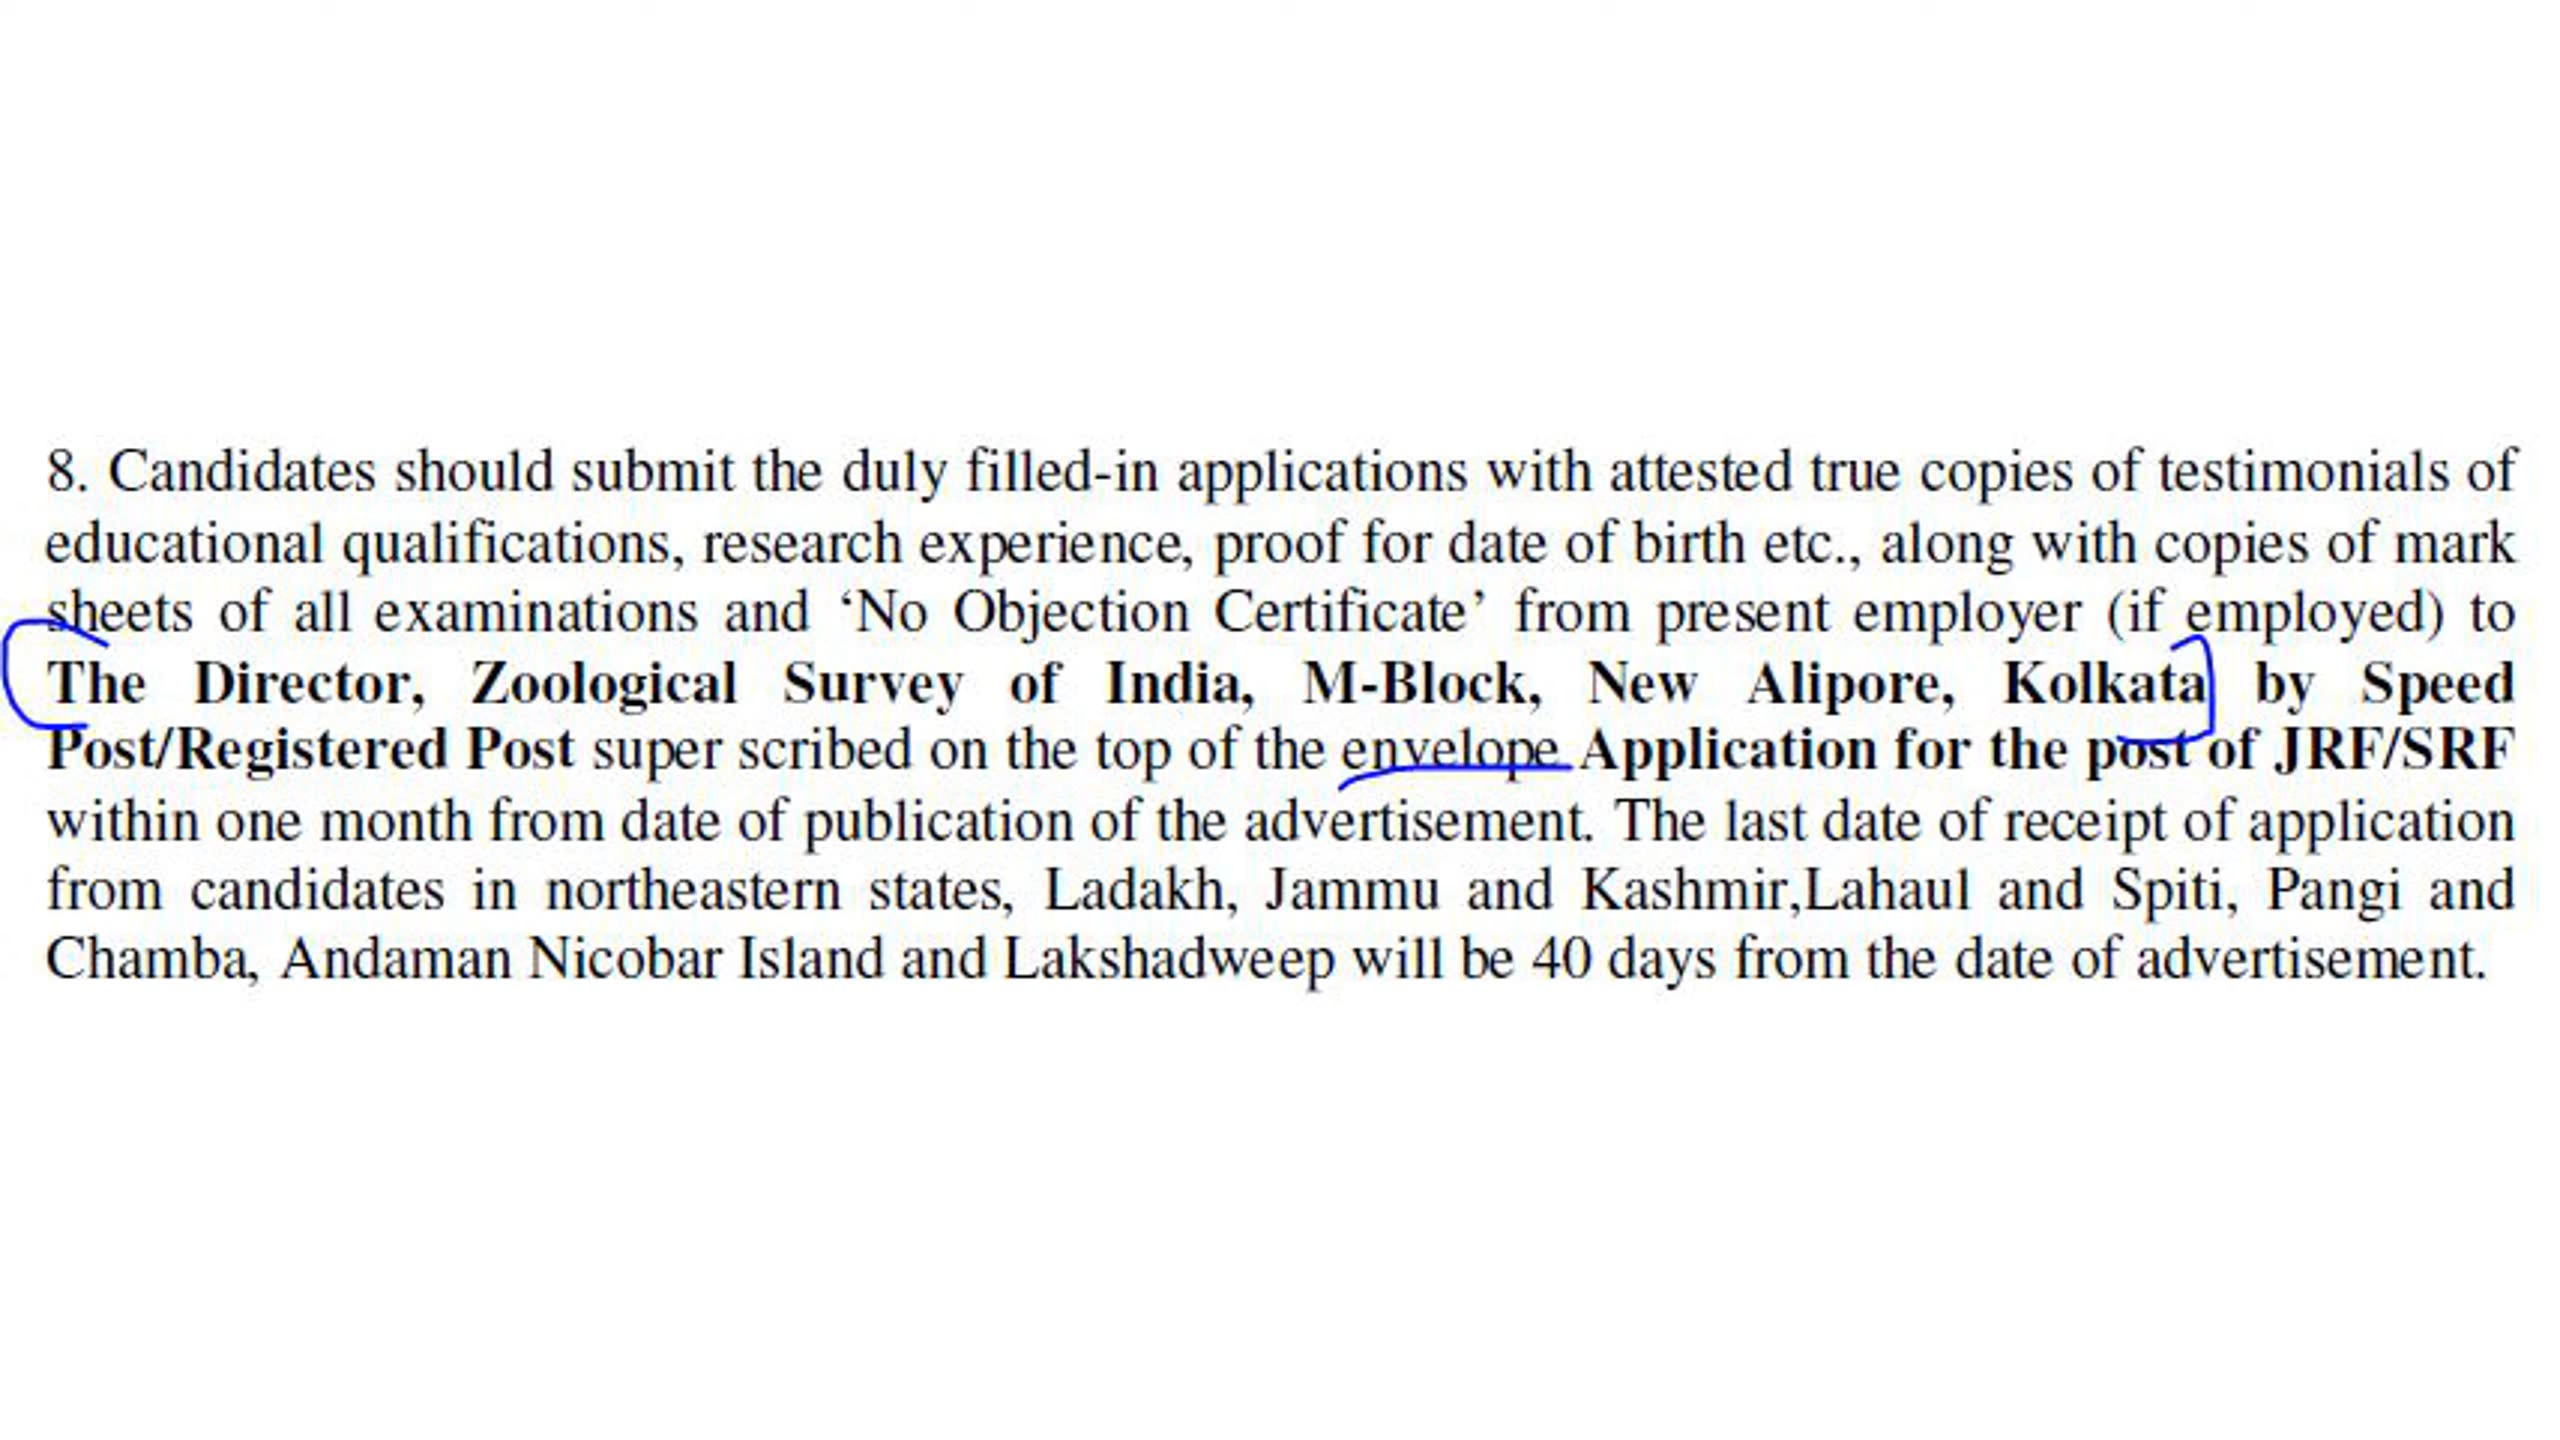 8. Candidates should submit the duly filled-in applications with attested true copies of testimonials of
educational qualifications, research experience, proof for date of birth etc., along with copies of mark
sheets of all examinations and ‘No Objection Certificate’ from present employer (if employed) to
The Director, Zoological Survey of India, M-Block, New Alipore, Kolkata by Speed
Post/Registered Post super scribed on the top of the envelope Application for the post of JRF/SRF
within one month from date of publication of the advertisement. The last date of receipt of application
from candidates in northeastern states, Ladakh, Jammu and Kashmir,Lahaul and Spiti, Pangi and
Chamba, Andaman Nicobar Island and Lakshadweep will be 40 days from the date of advertisement.